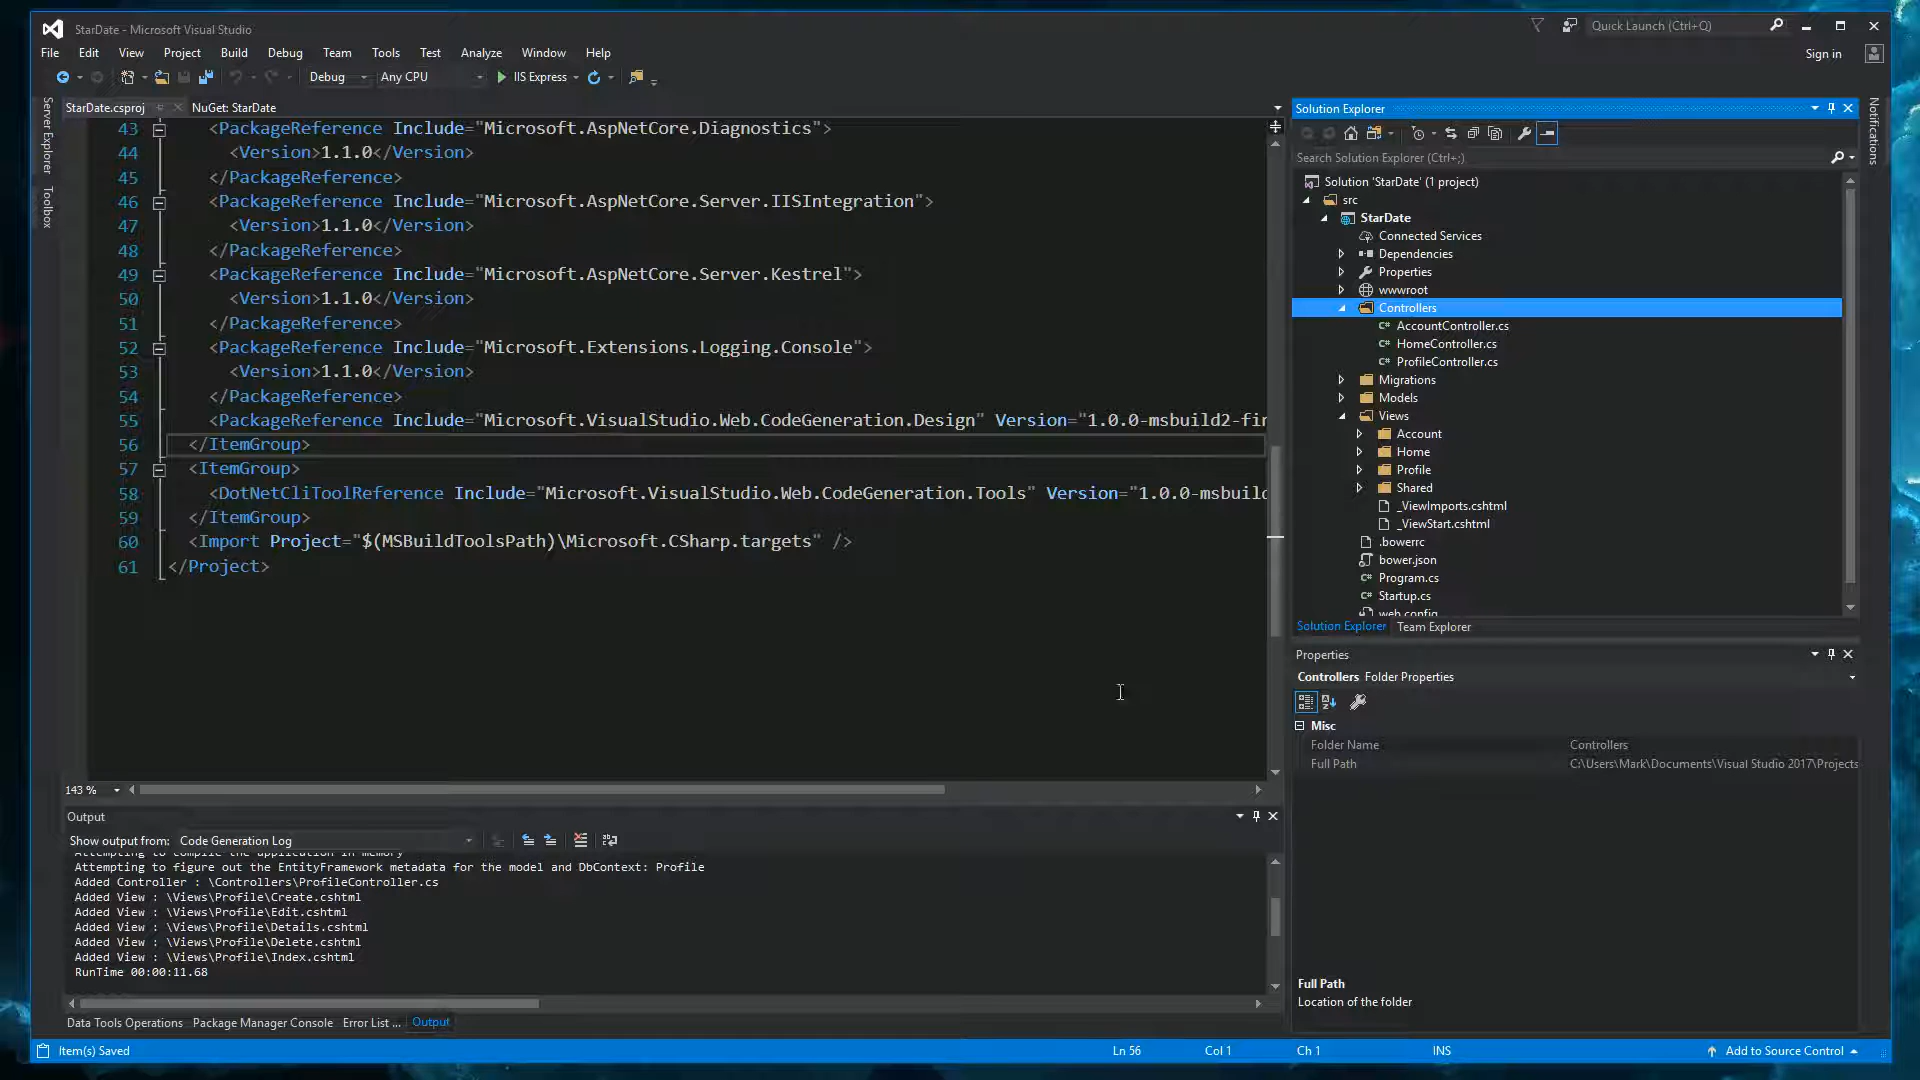 StarDate - Microsoft Visual Studio
Quick Launch (Ctrl+Q)
File Edit View Project Build Debug Team Tools Test Analyze Window Help
Sign in
Debug Any CPU IIS Express
Server Explorer
Toolbox
Notifications
StarDate.csproj NuGet: StarDate
43 <PackageReference Include="Microsoft.AspNetCore.Diagnostics">
44 <Version>1.1.0</Version>
45 </PackageReference>
46 <PackageReference Include="Microsoft.AspNetCore.Server.IISIntegration">
47 <Version>1.1.0</Version>
48 </PackageReference>
49 <PackageReference Include="Microsoft.AspNetCore.Server.Kestrel">
50 <Version>1.1.0</Version>
51 </PackageReference>
52 <PackageReference Include="Microsoft.Extensions.Logging.Console">
53 <Version>1.1.0</Version>
54 </PackageReference>
55 <PackageReference Include="Microsoft.VisualStudio.Web.CodeGeneration.Design" Version="1.0.0-msbuild2-fin
56 </ItemGroup>
57 <ItemGroup>
58 <DotNetCliToolReference Include="Microsoft.VisualStudio.Web.CodeGeneration.Tools" Version="1.0.0-msbuild
59 </ItemGroup>
60 <Import Project="$(MSBuildToolsPath)\Microsoft.CSharp.targets" />
61 </Project>
143 %
Output
Show output from: Code Generation Log
Attempting to compile the application in memory
Attempting to figure out the EntityFramework metadata for the model and DbContext: Profile
Added Controller : \Controllers\ProfileController.cs
Added View : \Views\Profile\Create.cshtml
Added View : \Views\Profile\Edit.cshtml
Added View : \Views\Profile\Details.cshtml
Added View : \Views\Profile\Delete.cshtml
Added View : \Views\Profile\Index.cshtml
RunTime 00:00:11.68
Data Tools Operations Package Manager Console Error List ... Output
Solution Explorer
Search Solution Explorer (Ctrl+;)
Solution 'StarDate' (1 project)
src
StarDate
Connected Services
Dependencies
Properties
wwwroot
Controllers
C# AccountController.cs
C# HomeController.cs
C# ProfileController.cs
Migrations
Models
Views
Account
Home
Profile
Shared
_ViewImports.cshtml
_ViewStart.cshtml
.bowerrc
bower.json
C# Program.cs
C# Startup.cs
web.config
Solution Explorer Team Explorer
Properties
Controllers Folder Properties
Misc
Folder Name Controllers
Full Path C:\Users\Mark\Documents\Visual Studio 2017\Projects
Full Path
Location of the folder
Item(s) Saved Ln 56 Col 1 Ch 1 INS Add to Source Control